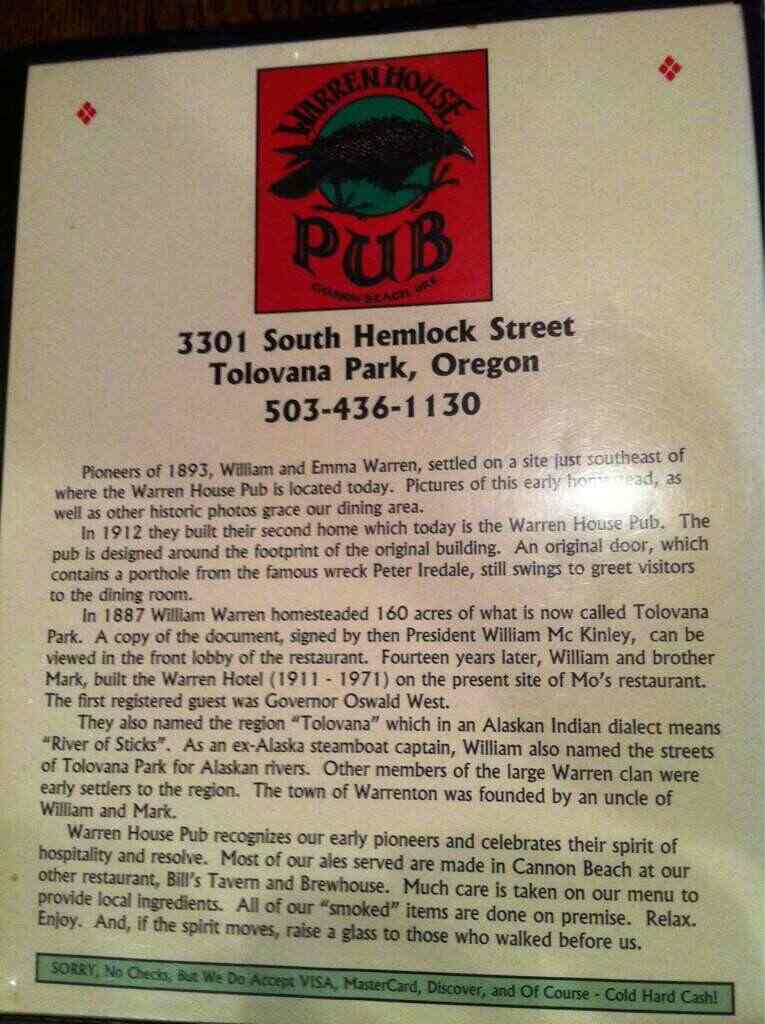 WARREN HOUSE
PUB
CANNON BEACH, ORE
3301 South Hemlock Street
Tolovana Park, Oregon
503-436-1130
Pioneers of 1893, William and Emma Warren, settled on a site just southeast of
where the Warren House Pub is located today. Pictures of this early homestead, as
well as other historic photos grace our dining area.
In 1912 they built their second home which today is the Warren House Pub. The
pub is designed around the footprint of the original building. An original door, which
contains a porthole from the famous wreck Peter Iredale, still swings to greet visitors
to the dining room.
In 1887 William Warren homesteaded 160 acres of what is now called Tolovana
Park. A copy of the document, signed by then President William Mc Kinley, can be
viewed in the front lobby of the restaurant. Fourteen years later, William and brother
Mark, built the Warren Hotel (1911 - 1971) on the present site of Mo's restaurant.
The first registered guest was Governor Oswald West.
They also named the region "Tolovana" which in an Alaskan Indian dialect means
"River of Sticks". As an ex-Alaska steamboat captain, William also named the streets
of Tolovana Park for Alaskan rivers. Other members of the large Warren clan were
early settlers to the region. The town of Warrenton was founded by an uncle of
William and Mark.
Warren House Pub recognizes our early pioneers and celebrates their spirit of
hospitality and resolve. Most of our ales served are made in Cannon Beach at our
other restaurant, Bill's Tavern and Brewhouse. Much care is taken on our menu to
provide local ingredients. All of our "smoked" items are done on premise. Relax.
Enjoy. And, if the spirit moves, raise a glass to those who walked before us.
SORRY, No Checks, But We Do Accept VISA, MasterCard, Discover, and Of Course - Cold Hard Cash!